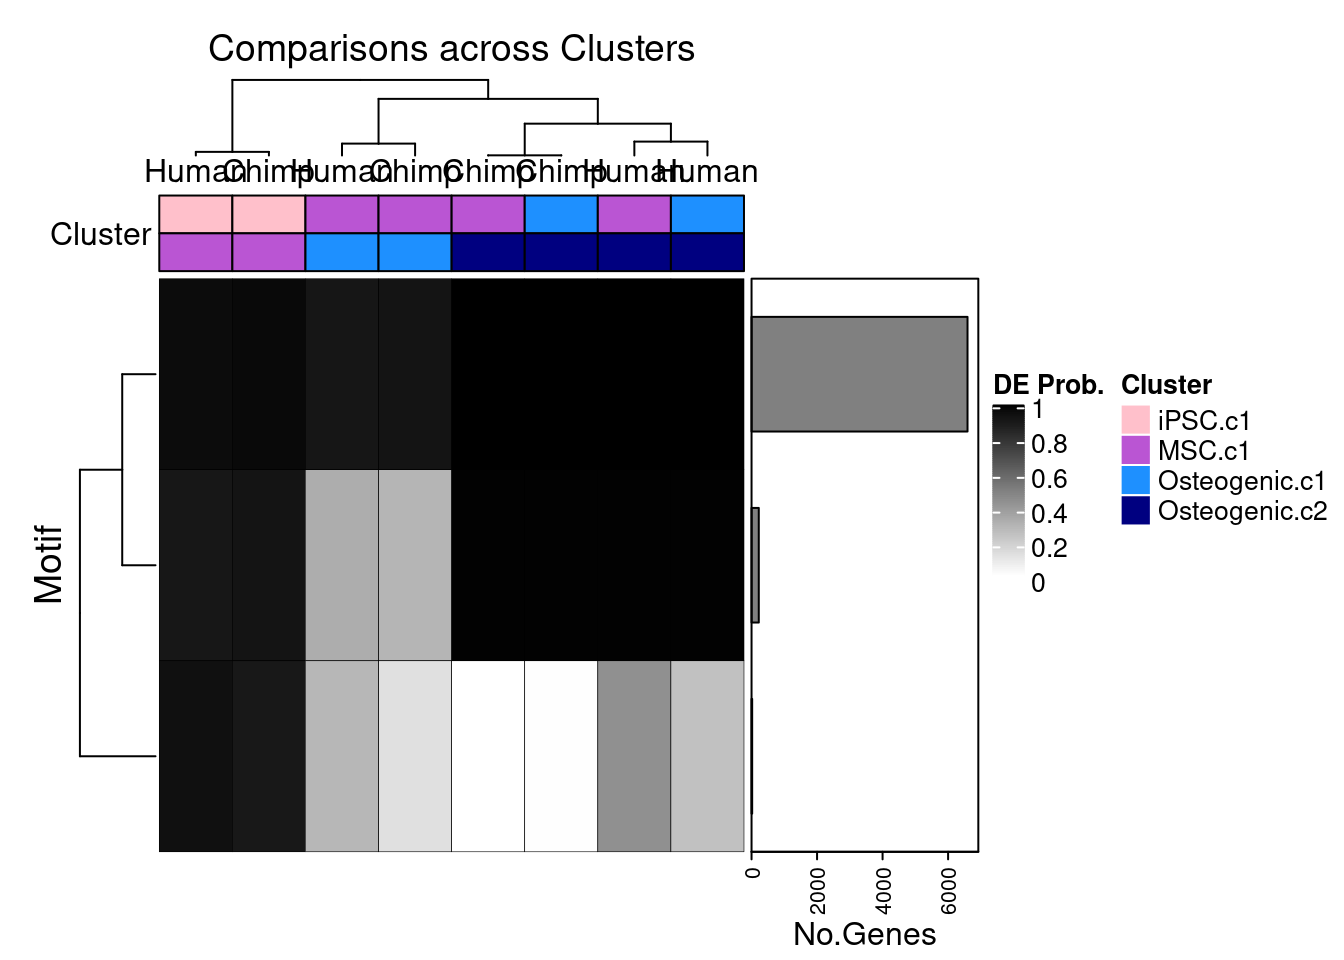 Comparisons across Clusters
Human Chimp Human Chimp Chimp Chimp Human Human
Cluster
Motif
DE Prob.
1
0.8
0.6
0.4
0.2
0
Cluster
iPSC.c1
MSC.c1
Osteogenic.c1
Osteogenic.c2
0 2000 4000 6000
No.Genes